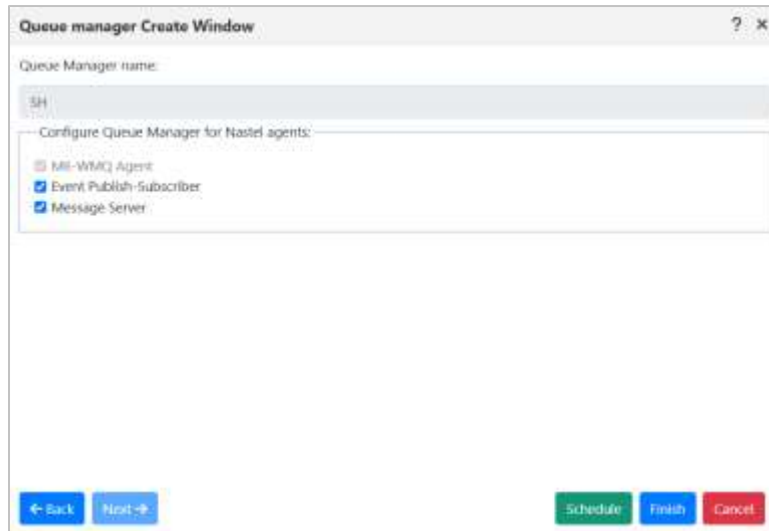 Queue manager Create Window ? ×
Queue Manager name:
SH
Configure Queue Manager for Nastel agents:
M6-WMQ Agent
Event Publish-Subscriber
Message Server
← Back Next → Schedule Finish Cancel